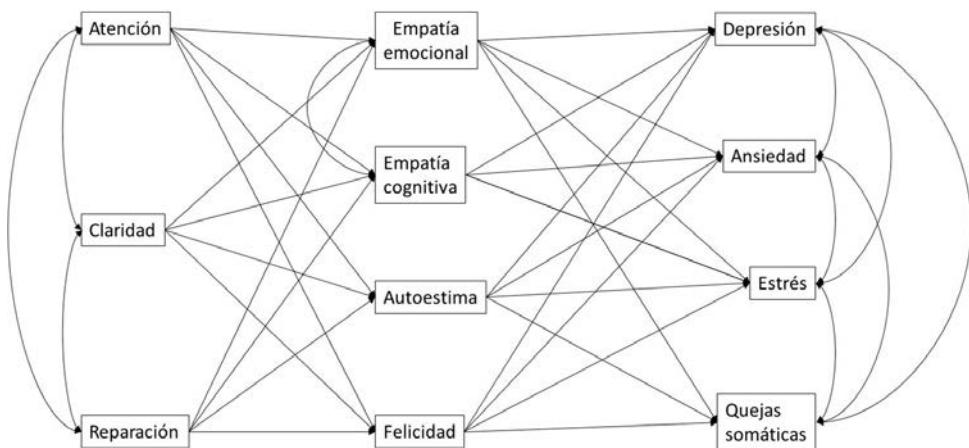 Atención
Claridad
Reparación
Empatía
emocional
Empatía
cognitiva
Autoestima
Felicidad
Depresión
Ansiedad
Estrés
Quejas
somáticas